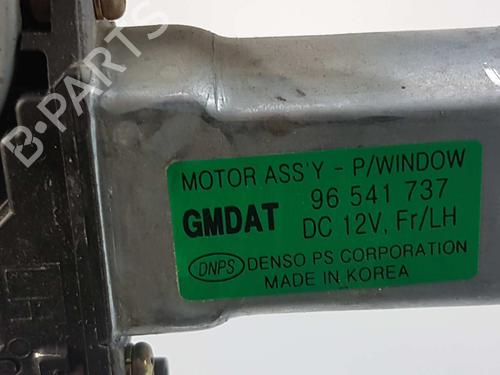 B-PARTS
MOTOR ASS'Y - P/WINDOW
GMDAT 96 541 737
DC 12V, Fr/LH
DNPS DENSO PS CORPORATION
MADE IN KOREA
LH